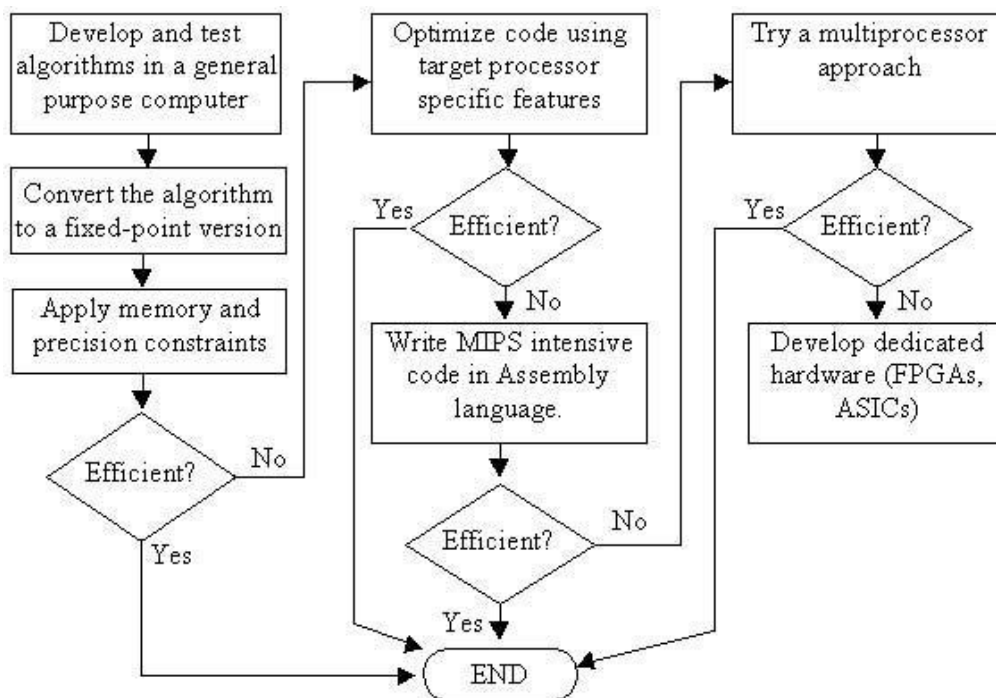 Develop and test
algorithms in a general
purpose computer
Convert the algorithm
to a fixed-point version
Apply memory and
precision constraints
Efficient?
No
Yes
Optimize code using
target processor
specific features
Efficient?
Yes
No
Write MIPS intensive
code in Assembly
language.
Efficient?
No
Yes
Try a multiprocessor
approach
Efficient?
Yes
No
Develop dedicated
hardware (FPGAs,
ASICs)
END